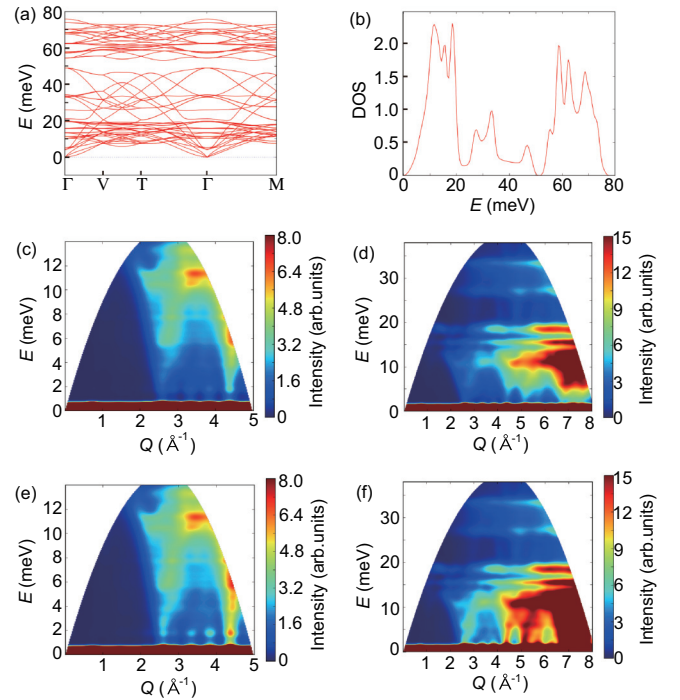 (a)
80
60
40
20
0
E (meV)
Γ V T Γ M
(b)
2.0
1.5
1.0
0.5
0
DOS
0 20 40 60 80
E (meV)
(c)
12
10
8
6
4
2
0
E (meV)
1 2 3 4 5
Q (Å-1)
8.0
6.4
4.8
3.2
1.6
0
Intensity (arb.units)
(d)
30
20
10
0
E (meV)
1 2 3 4 5 6 7 8
Q (Å-1)
15
12
9
6
3
0
Intensity (arb.units)
(e)
12
10
8
6
4
2
0
E (meV)
0 1 2 3 4 5
Q (Å-1)
8.0
6.4
4.8
3.2
1.6
0
Intensity (arb.units)
(f)
30
20
10
0
E (meV)
0 1 2 3 4 5 6 7 8
Q (Å-1)
15
12
9
6
3
0
Intensity (arb.units)